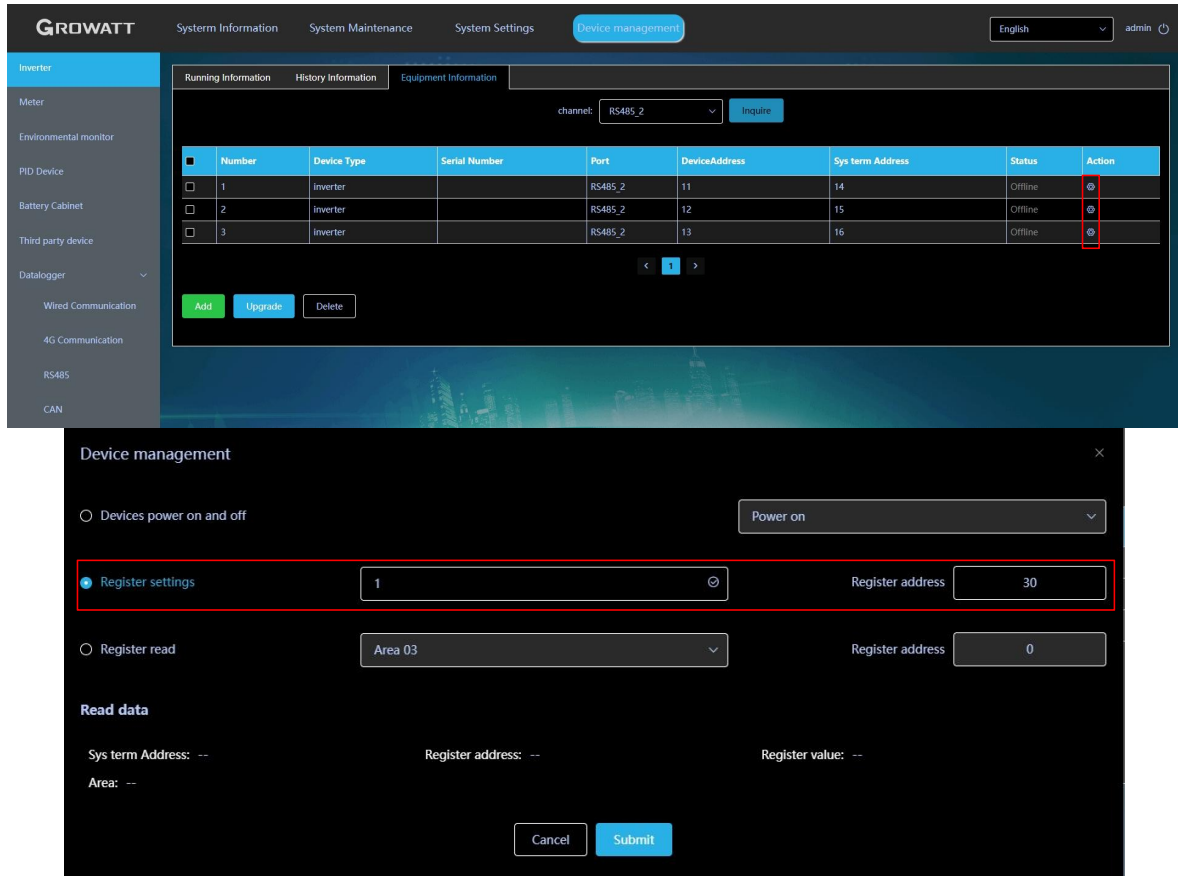 GROWATT Systerm Information System Maintenance System Settings Device management English admin
Inverter
Meter
Environmental monitor
PID Device
Battery Cabinet
Third party device
Datalogger
Wired Communication
4G Communication
RS485
CAN
Running Information History Information Equipment Information
channel: RS485_2 Inquire
Number Device Type Serial Number Port DeviceAddress Sys term Address Status Action
1 inverter RS485_2 11 14 Offline
2 inverter RS485_2 12 15 Offline
3 inverter RS485_2 13 16 Offline
< 1 >
Add Upgrade Delete
Device management
Devices power on and off Power on
Register settings 1 Register address 30
Register read Area 03 Register address 0
Read data
Sys term Address: -- Register address: -- Register value: --
Area: --
Cancel Submit